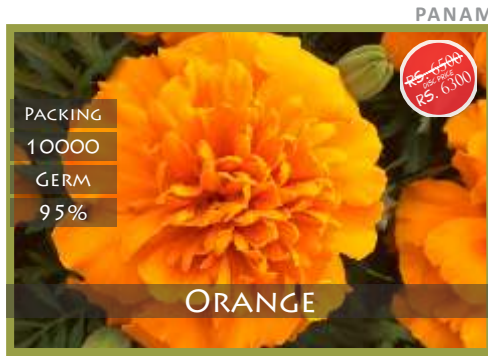 PANAM
RS. 6500
DISC PRICE
RS. 6300
PACKING
10000
GERM
95%
ORANGE